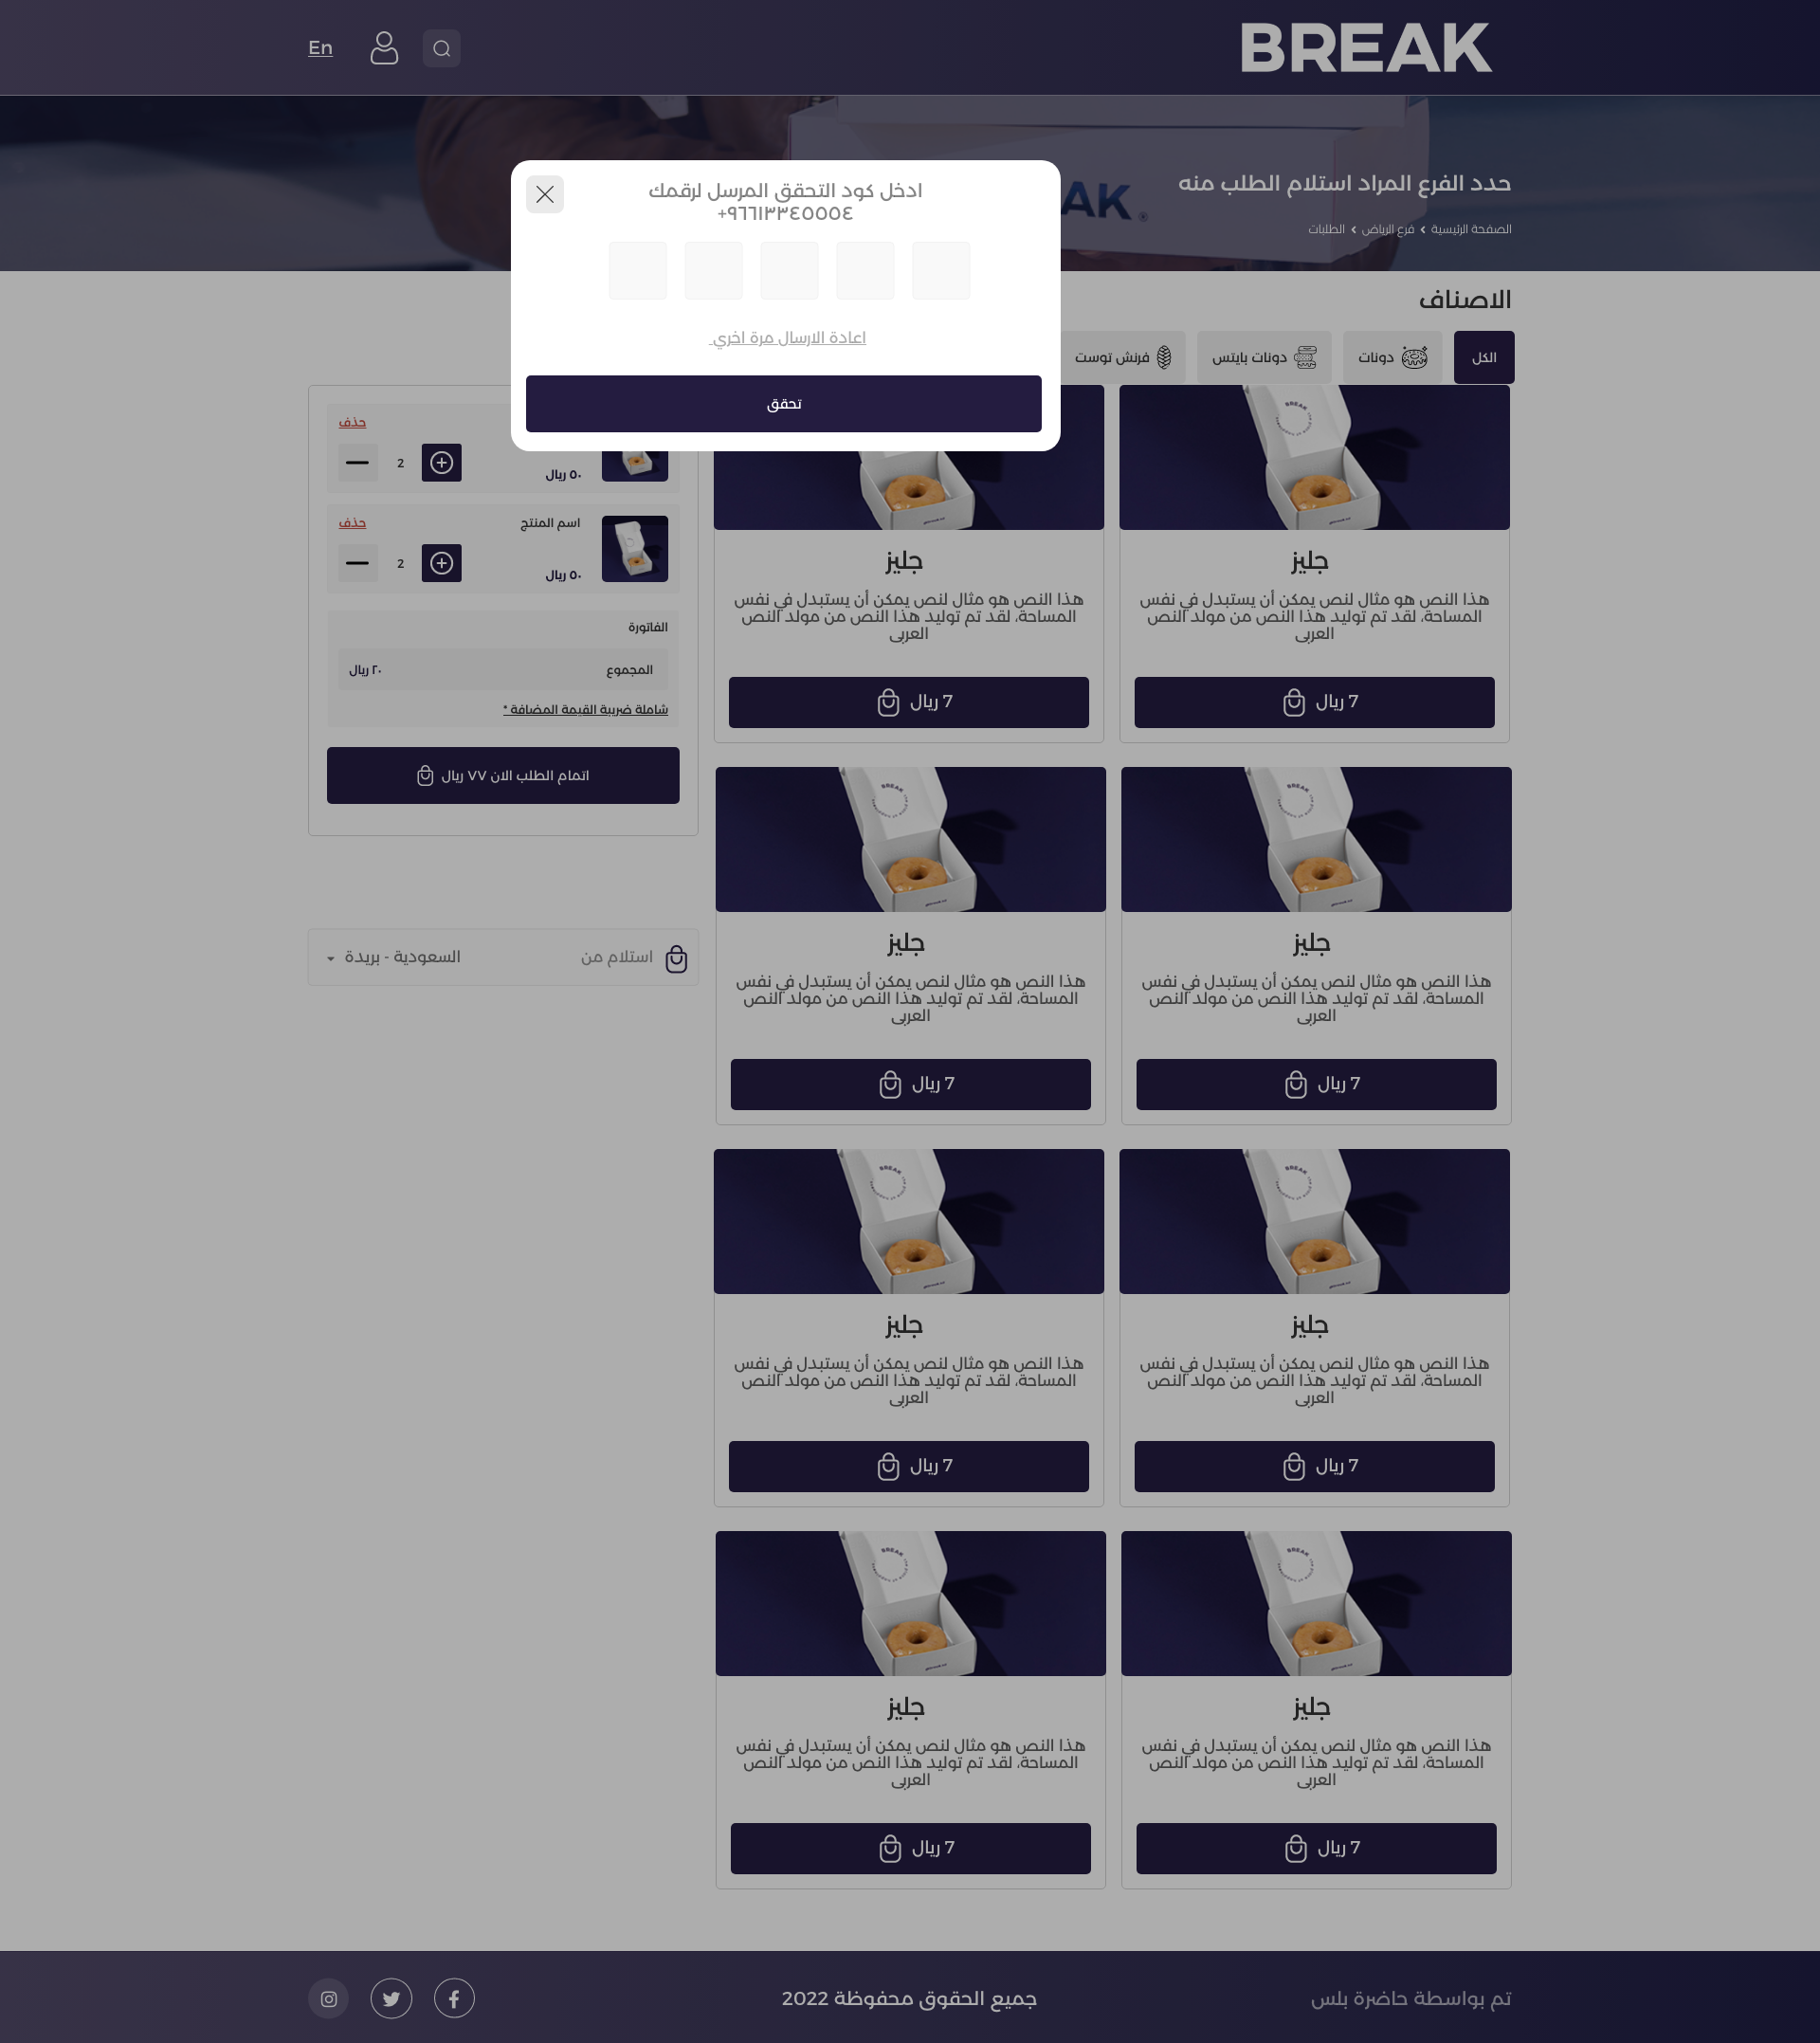 BREAK
En
حدد الفرع المراد استلام الطلب منه
الصفحة الرئيسية
فرع الرياض
الطلبات
EAK
ادخل كود التحقق المرسل لرقمك
+٩٦٦١٣٣٤٥٥٥٤
اعادة الارسال مرة اخري
تحقق
الاصناف
الكل
دونات
دونات بايتس
فرنش توست
حذف
2
٥٠ ريال
اسم المنتج
حذف
2
٥٠ ريال
الفاتورة
المجموع
٢٠ ريال
شاملة ضريبة القيمة المضافة *
اتمام الطلب الان ٧٧ ريال
استلام من
السعودية - بريدة
BREAK
جليز
هذا النص هو مثال لنص يمكن أن يستبدل في نفس
المساحة، لقد تم توليد هذا النص من مولد النص
العربى
7 ريال
جليز
هذا النص هو مثال لنص يمكن أن يستبدل في نفس
المساحة، لقد تم توليد هذا النص من مولد النص
العربى
7 ريال
BREAK
جليز
هذا النص هو مثال لنص يمكن أن يستبدل في نفس
المساحة، لقد تم توليد هذا النص من مولد النص
العربى
7 ريال
BREAK
جليز
هذا النص هو مثال لنص يمكن أن يستبدل في نفس
المساحة، لقد تم توليد هذا النص من مولد النص
العربى
7 ريال
BREAK
جليز
هذا النص هو مثال لنص يمكن أن يستبدل في نفس
المساحة، لقد تم توليد هذا النص من مولد النص
العربى
7 ريال
BREAK
جليز
هذا النص هو مثال لنص يمكن أن يستبدل في نفس
المساحة، لقد تم توليد هذا النص من مولد النص
العربى
7 ريال
BREAK
جليز
هذا النص هو مثال لنص يمكن أن يستبدل في نفس
المساحة، لقد تم توليد هذا النص من مولد النص
العربى
7 ريال
BREAK
جليز
هذا النص هو مثال لنص يمكن أن يستبدل في نفس
المساحة، لقد تم توليد هذا النص من مولد النص
العربى
7 ريال
تم بواسطة حاضرة بلس
جميع الحقوق محفوظة 2022